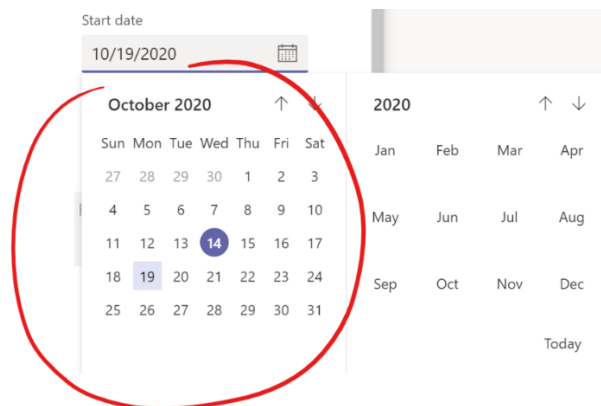 Start date
10/19/2020
October 2020
Sun Mon Tue Wed Thu Fri Sat
27 28 29 30 1 2 3
4 5 6 7 8 9 10
11 12 13 14 15 16 17
18 19 20 21 22 23 24
25 26 27 28 29 30 31
2020
Jan Feb Mar Apr
May Jun Jul Aug
Sep Oct Nov Dec
Today